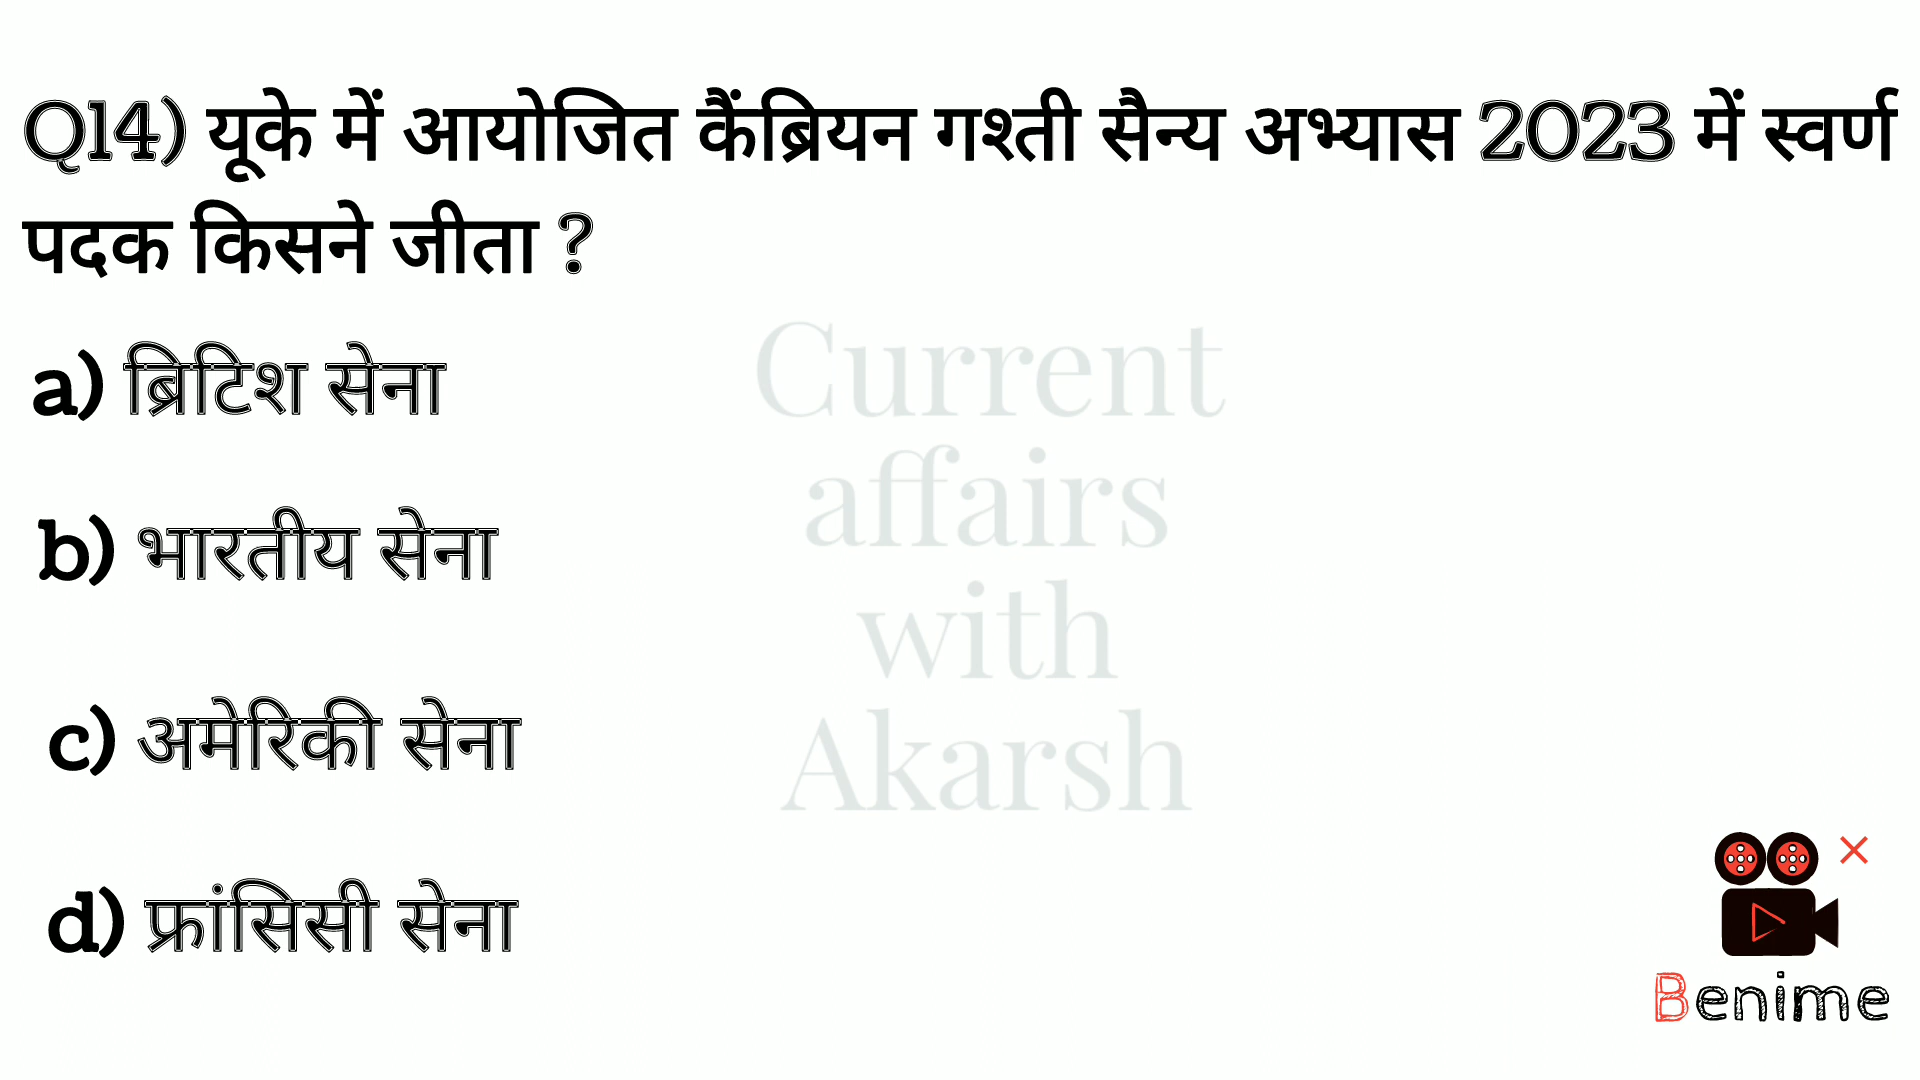 Q14) यूके में आयोजित कैंब्रियन गश्ती सैन्य अभ्यास 2023 में स्वर्ण
पदक किसने जीता ?
a) ब्रिटिश सेना
b) भारतीय सेना
c) अमेरिकी सेना
d) फ्रांसिसी सेना
Current
affairs
with
Akarsh
Benime